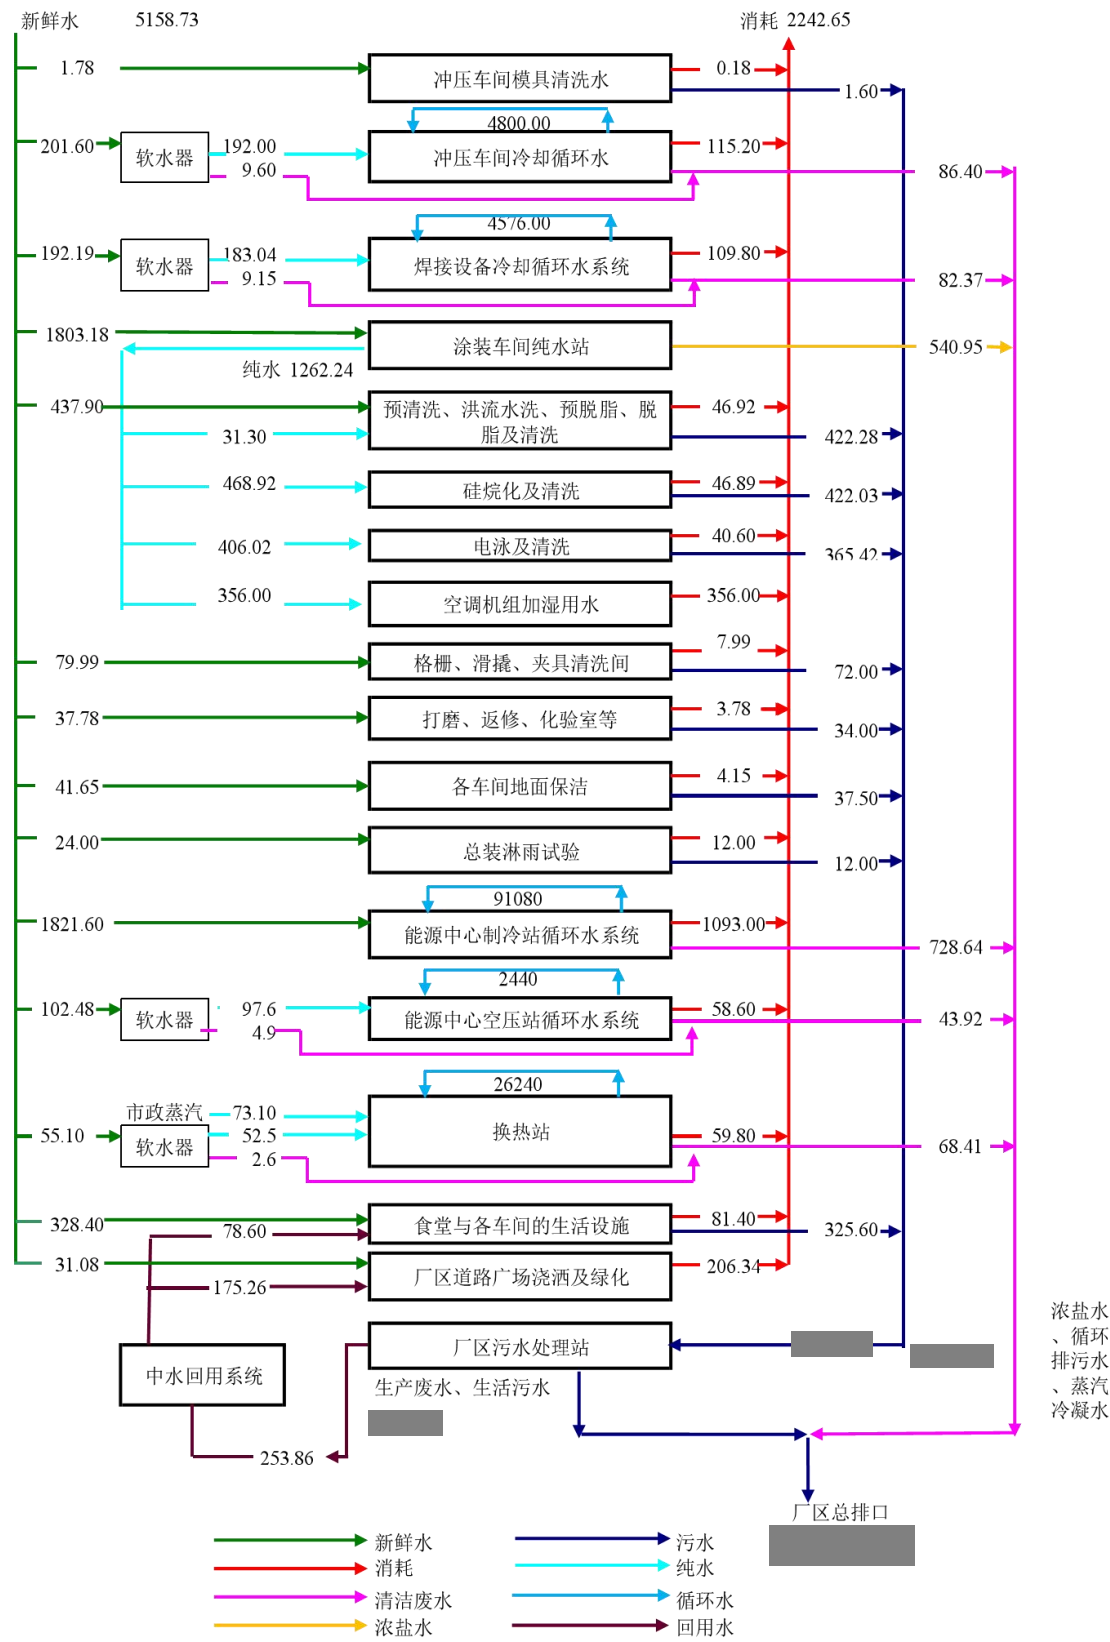 新鲜水 5158.73 消耗 2242.65
1.78 冲压车间模具清洗水 0.18
1.60
4800.00
201.60 软水器 192.00 冲压车间冷却循环水 115.20
9.60 86.40
4576.00
192.19 软水器 183.04 焊接设备冷却循环水系统 109.80
9.15 82.37
1803.18 涂装车间纯水站 540.95
纯水 1262.24
437.90 预清洗、洪流水洗、预脱脂、脱 46.92
31.30 脂及清洗 422.28
468.92 硅烷化及清洗 46.89
422.03
406.02 电泳及清洗 40.60
365.42
356.00 空调机组加湿用水 356.00
79.99 格栅、滑撬、夹具清洗间 7.99
72.00
37.78 打磨、返修、化验室等 3.78
34.00
41.65 各车间地面保洁 4.15
37.50
24.00 总装淋雨试验 12.00
12.00
91080
1821.60 能源中心制冷站循环水系统 1093.00
728.64
2440
102.48 软水器 97.6 能源中心空压站循环水系统 58.60
4.9 43.92
26240
市政蒸汽 73.10
55.10 软水器 52.5 换热站 59.80
2.6 68.41
328.40 食堂与各车间的生活设施 81.40
78.60 325.60
31.08 厂区道路广场浇洒及绿化 206.34
175.26
厂区污水处理站
中水回用系统
生产废水、生活污水
253.86
浓盐水
、循环
排污水
、蒸汽
冷凝水
厂区总排口
新鲜水 污水
消耗 纯水
清洁废水 循环水
浓盐水 回用水